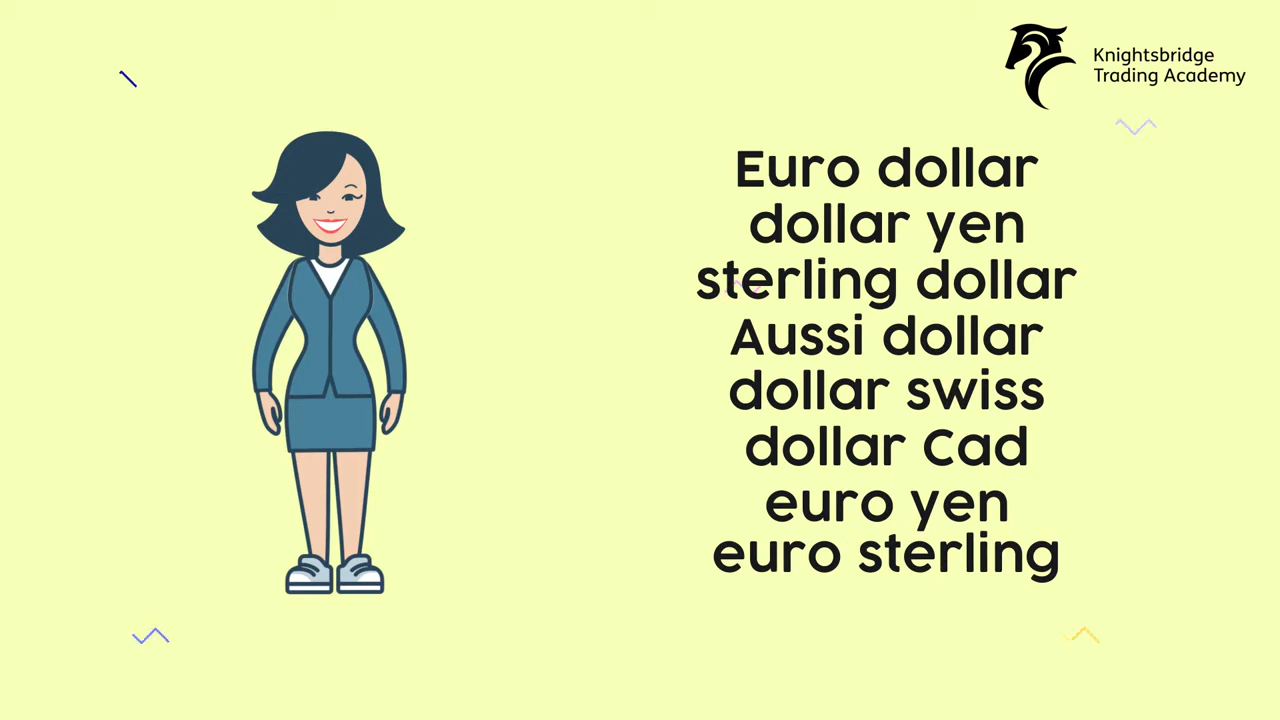 Knightsbridge
Trading Academy
Euro dollar
dollar yen
sterling dollar
Aussi dollar
dollar swiss
dollar Cad
euro yen
euro sterling